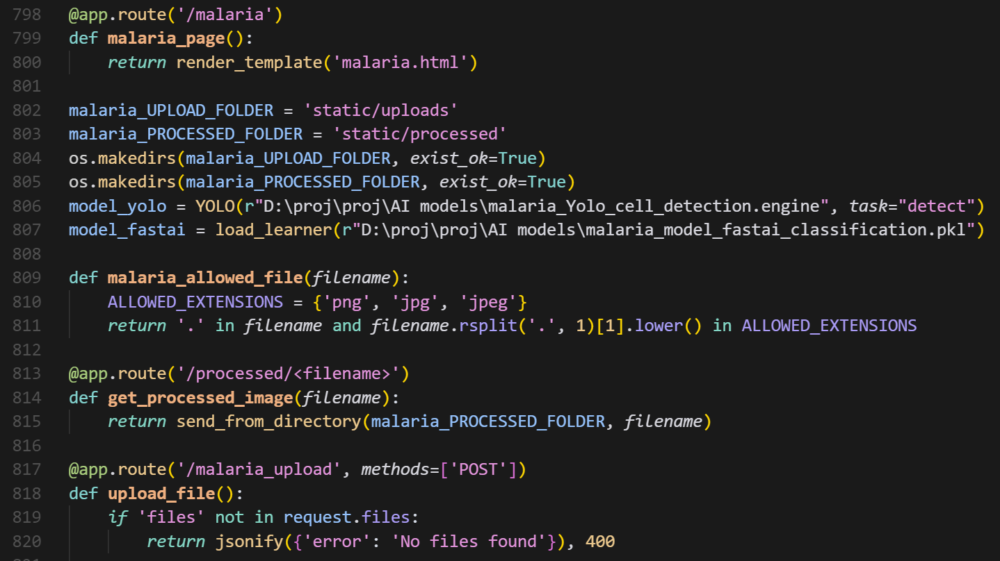 798 @app.route('/malaria')
799 def malaria_page():
800     return render_template('malaria.html')
801
802 malaria_UPLOAD_FOLDER = 'static/uploads'
803 malaria_PROCESSED_FOLDER = 'static/processed'
804 os.makedirs(malaria_UPLOAD_FOLDER, exist_ok=True)
805 os.makedirs(malaria_PROCESSED_FOLDER, exist_ok=True)
806 model_yolo = YOLO(r"D:\proj\proj\AI models\malaria_Yolo_cell_detection.engine", task="detect")
807 model_fastai = load_learner(r"D:\proj\proj\AI models\malaria_model_fastai_classification.pkl")
808
809 def malaria_allowed_file(filename):
810     ALLOWED_EXTENSIONS = {'png', 'jpg', 'jpeg'}
811     return '.' in filename and filename.rsplit('.', 1)[1].lower() in ALLOWED_EXTENSIONS
812
813 @app.route('/processed/<filename>')
814 def get_processed_image(filename):
815     return send_from_directory(malaria_PROCESSED_FOLDER, filename)
816
817 @app.route('/malaria_upload', methods=['POST'])
818 def upload_file():
819     if 'files' not in request.files:
820         return jsonify({'error': 'No files found'}), 400